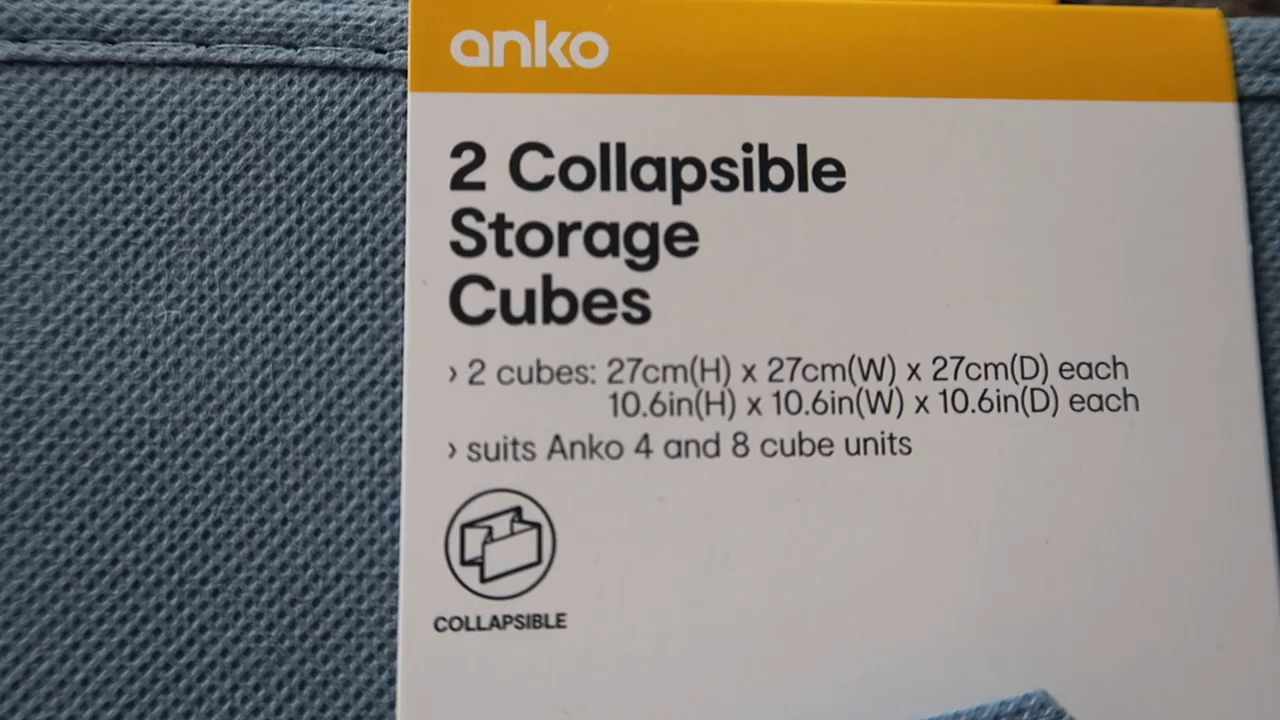 anko
2 Collapsible
Storage
Cubes
› 2 cubes: 27cm(H) x 27cm(W) x 27cm(D) each
10.6in(H) x 10.6in(W) x 10.6in(D) each
› suits Anko 4 and 8 cube units
COLLAPSIBLE